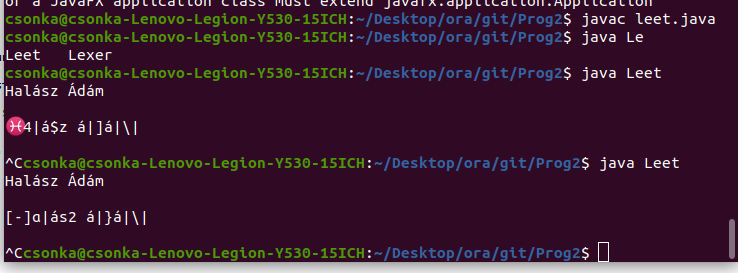 or a JavaFX application class must extend javafx.application.Application
csonka@csonka-Lenovo-Legion-Y530-15ICH:~/Desktop/ora/git/Prog2$ javac leet.java
csonka@csonka-Lenovo-Legion-Y530-15ICH:~/Desktop/ora/git/Prog2$ java Le
Leet   Lexer
csonka@csonka-Lenovo-Legion-Y530-15ICH:~/Desktop/ora/git/Prog2$ java Leet
Halász Ádám
♓4|á$z á|]á|\|
^Ccsonka@csonka-Lenovo-Legion-Y530-15ICH:~/Desktop/ora/git/Prog2$ java Leet
Halász Ádám
[-]ɑ|ás2 á|}á|\|
^Ccsonka@csonka-Lenovo-Legion-Y530-15ICH:~/Desktop/ora/git/Prog2$